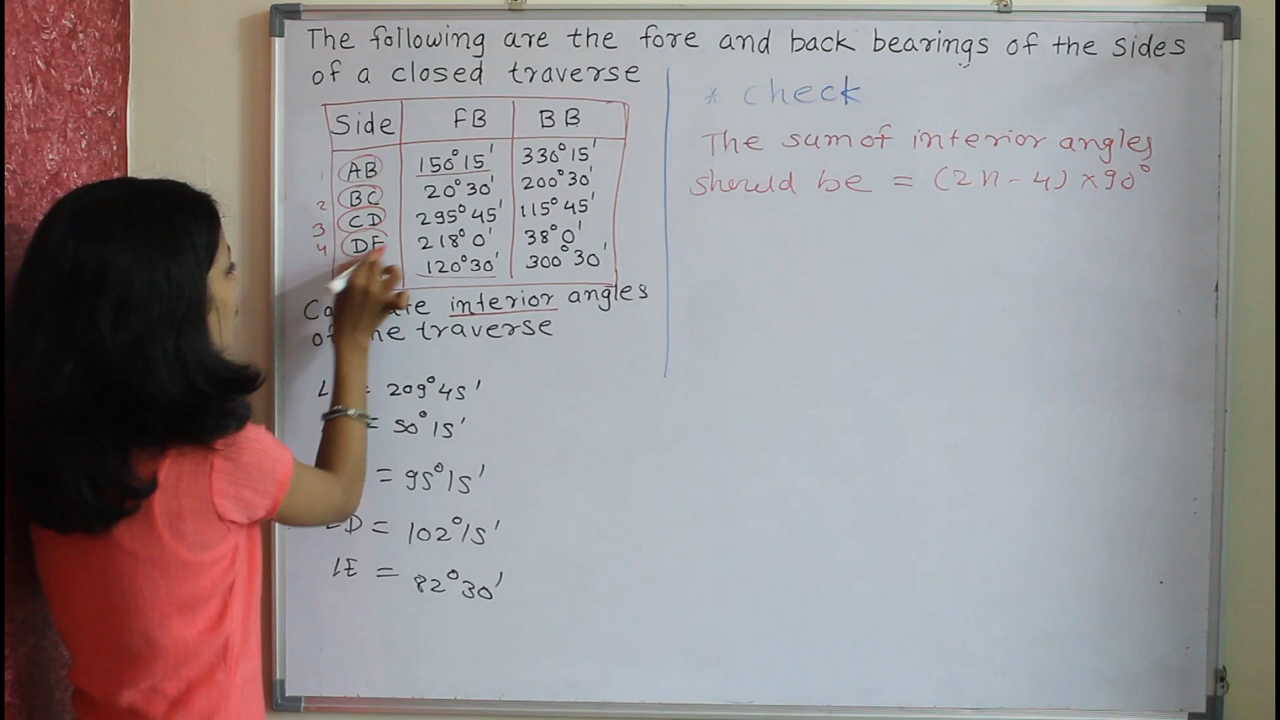 The following are the fore and back bearings of the sides
of a closed traverse
Side FB BB
1 AB 150°15' 330°15'
2 BC 20°30' 200°30'
3 CD 295°45' 115°45'
4 DE 218°0' 38°0'
120°30' 300°30'
interior angles
traverse
= 209°45'
= 50°15'
= 95°15'
∠D = 102°15'
∠E = 82°30'
* check
The sum of interior angles
should be = (2n-4) × 90°